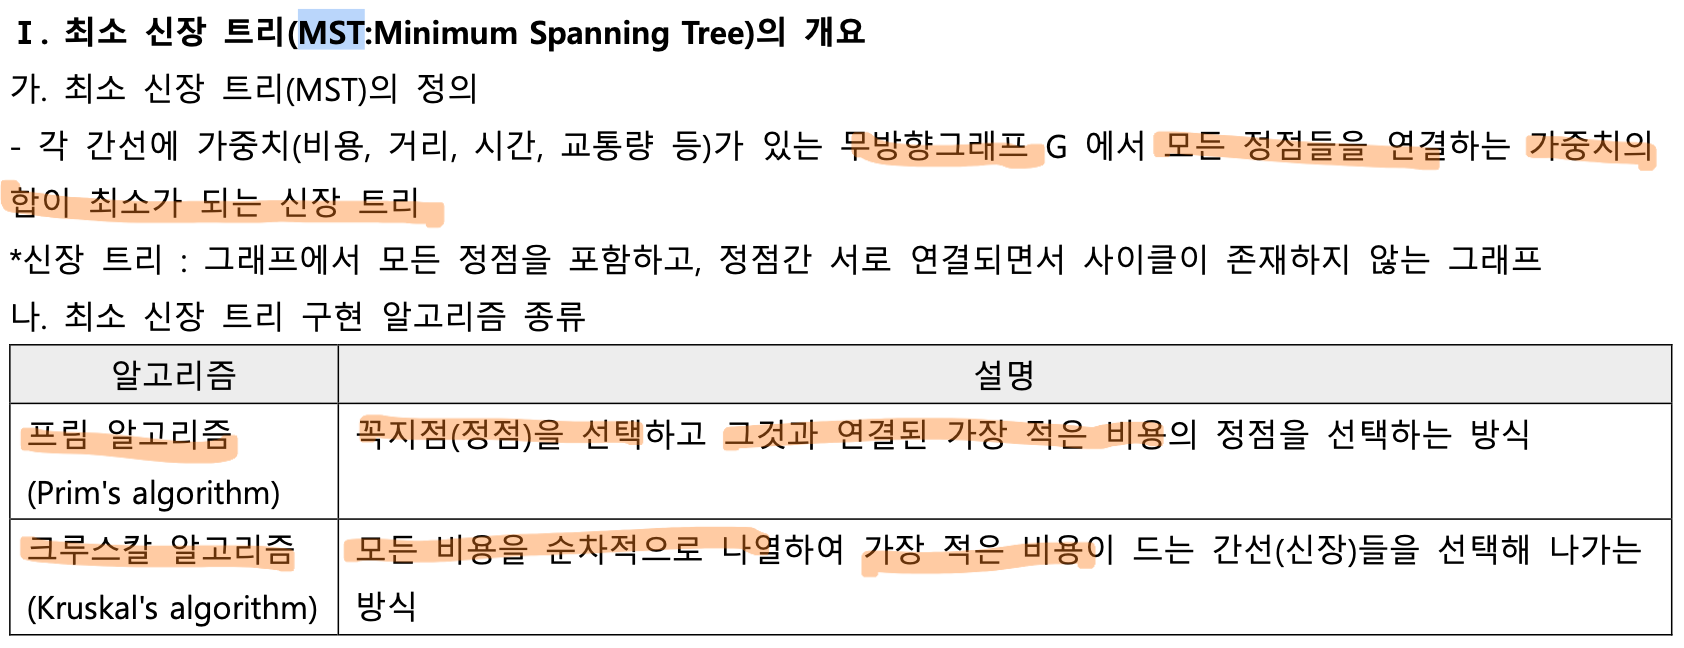 Ⅰ. 최소 신장 트리(MST:Minimum Spanning Tree)의 개요
가. 최소 신장 트리(MST)의 정의
- 각 간선에 가중치(비용, 거리, 시간, 교통량 등)가 있는 무방향그래프 G 에서 모든 정점들을 연결하는 가중치의
합이 최소가 되는 신장 트리
*신장 트리 : 그래프에서 모든 정점을 포함하고, 정점간 서로 연결되면서 사이클이 존재하지 않는 그래프
나. 최소 신장 트리 구현 알고리즘 종류
알고리즘 설명
프림 알고리즘 꼭지점(정점)을 선택하고 그것과 연결된 가장 적은 비용의 정점을 선택하는 방식
(Prim's algorithm)
크루스칼 알고리즘 모든 비용을 순차적으로 나열하여 가장 적은 비용이 드는 간선(신장)들을 선택해 나가는
(Kruskal's algorithm) 방식